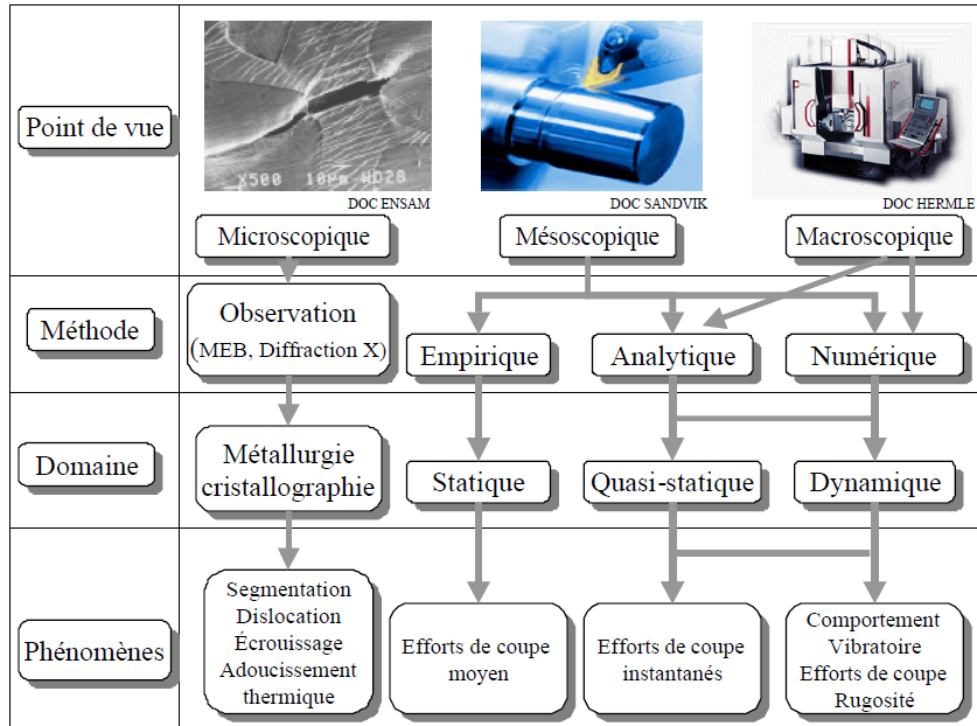 Point de vue
X500 10µm WD28
DOC ENSAM
DOC SANDVIK
DOC HERMLE
Microscopique
Mésoscopique
Macroscopique
Méthode
Observation
(MEB, Diffraction X)
Empirique
Analytique
Numérique
Domaine
Métallurgie
cristallographie
Statique
Quasi-statique
Dynamique
Phénomènes
Segmentation
Dislocation
Écrouissage
Adoucissement
thermique
Efforts de coupe
moyen
Efforts de coupe
instantanés
Comportement
Vibratoire
Efforts de coupe
Rugosité